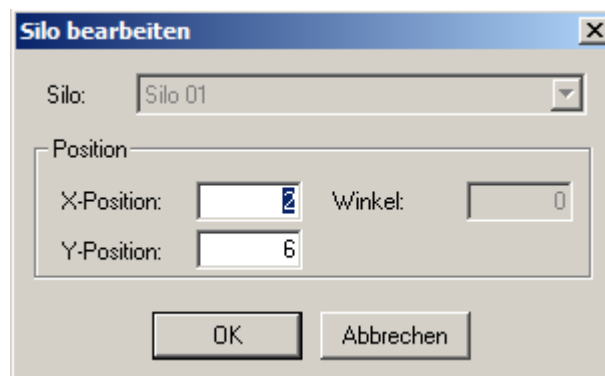 Silo bearbeiten
Silo: Silo 01
Position
X-Position: 2 Winkel: 0
Y-Position: 6
OK Abbrechen